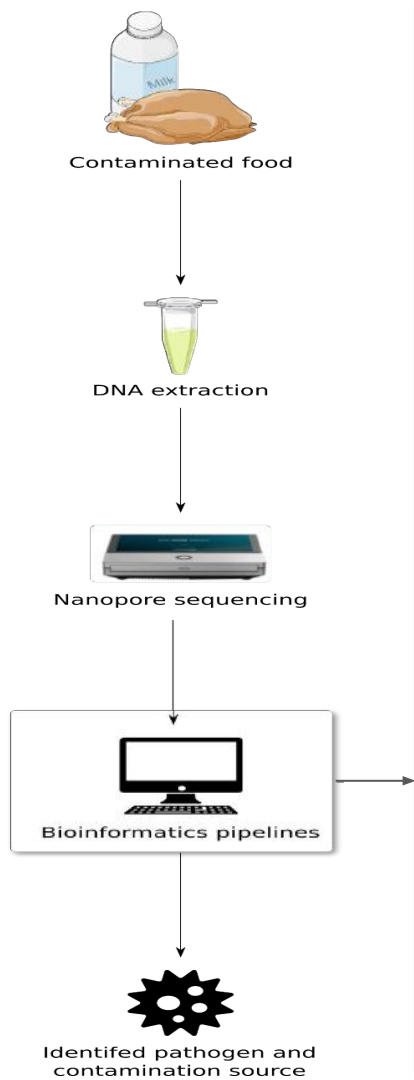 Milk
Contaminated food
DNA extraction
Nanopore sequencing
Bioinformatics pipelines
Identifed pathogen and
contamination source